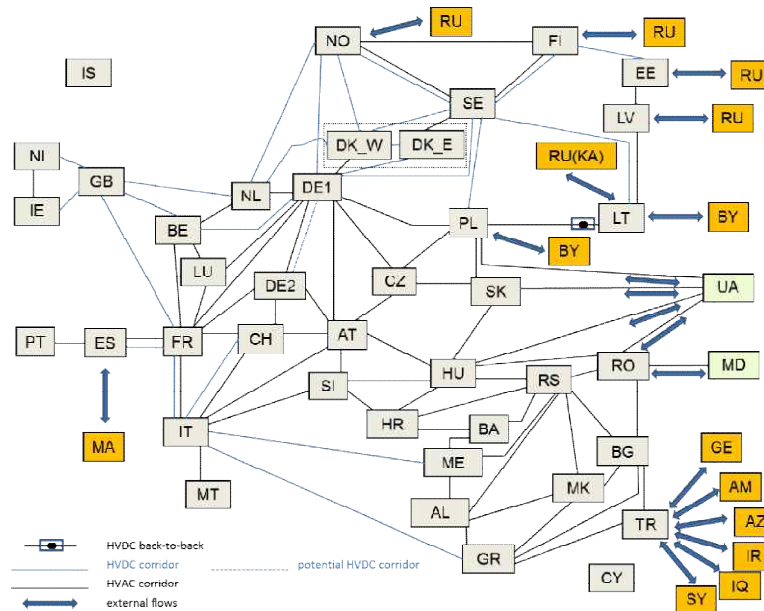 NO
RU
FI
RU
IS
EE
RU
SE
LV
RU
DK_W
DK_E
NI
RU(KA)
GB
NL
DE1
IE
BE
PL
LT
BY
BY
LU
DE2
CZ
SK
UA
PT
ES
FR
CH
AT
HU
RO
MD
SI
RS
IT
HR
BA
MA
ME
BG
GE
MT
MK
AM
AL
TR
AZ
GR
IR
CY
IQ
SY
HVDC back-to-back
HVDC corridor
potential HVDC corridor
HVAC corridor
external flows